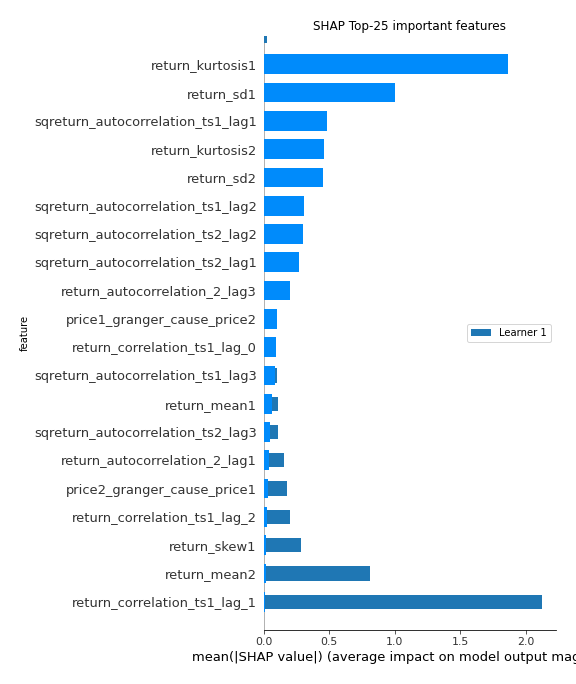 SHAP Top-25 important features
return_kurtosis1
return_sd1
sqreturn_autocorrelation_ts1_lag1
return_kurtosis2
return_sd2
sqreturn_autocorrelation_ts1_lag2
sqreturn_autocorrelation_ts2_lag2
sqreturn_autocorrelation_ts2_lag1
return_autocorrelation_2_lag3
price1_granger_cause_price2
return_correlation_ts1_lag_0
sqreturn_autocorrelation_ts1_lag3
return_mean1
sqreturn_autocorrelation_ts2_lag3
return_autocorrelation_2_lag1
price2_granger_cause_price1
return_correlation_ts1_lag_2
return_skew1
return_mean2
return_correlation_ts1_lag_1
feature
Learner 1
0.0 0.5 1.0 1.5 2.0
mean(|SHAP value|) (average impact on model output mag